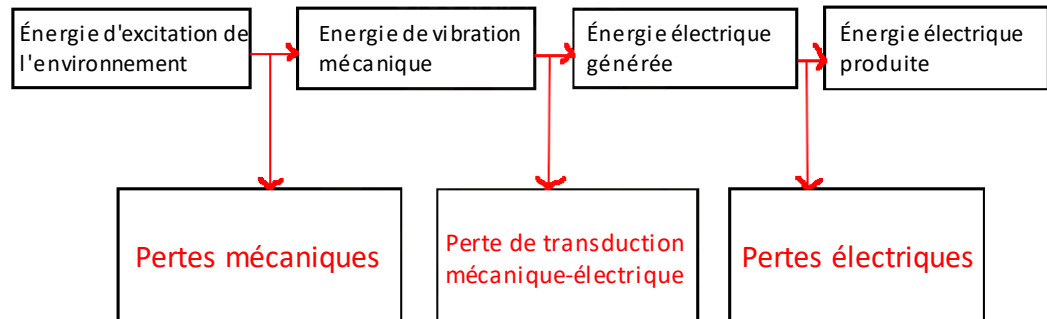 Énergie d'excitation de
l'environnement
Energie de vibration
mécanique
Énergie électrique
générée
Énergie électrique
produite
Pertes mécaniques
Perte de transduction
mécanique-électrique
Pertes électriques